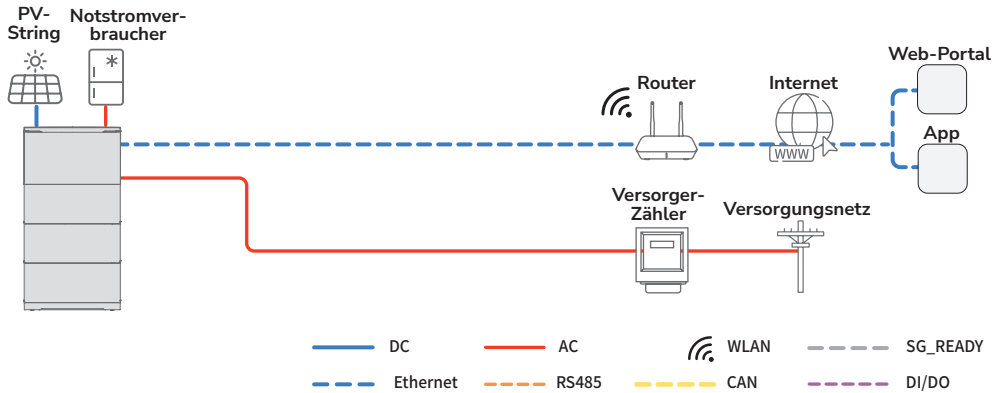 PV-
String
Notstromver-
braucher
Router
Internet
Web-Portal
App
WWW
Versorger-
Zähler
Versorgungsnetz
DC
AC
WLAN
SG_READY
Ethernet
RS485
CAN
DI/DO